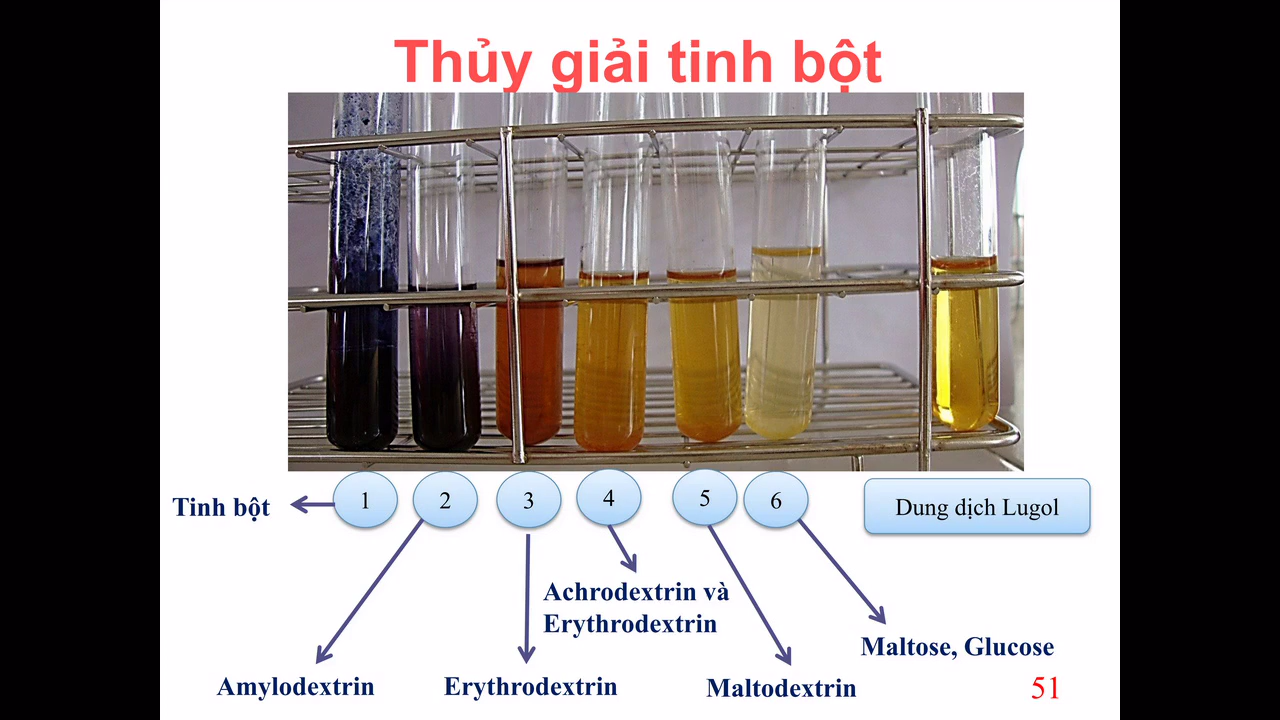 Thủy giải tinh bột
1
2
3
4
5
6
Dung dịch Lugol
Tinh bột
Achrodextrin và
Erythrodextrin
Maltose, Glucose
Amylodextrin
Erythrodextrin
Maltodextrin
51